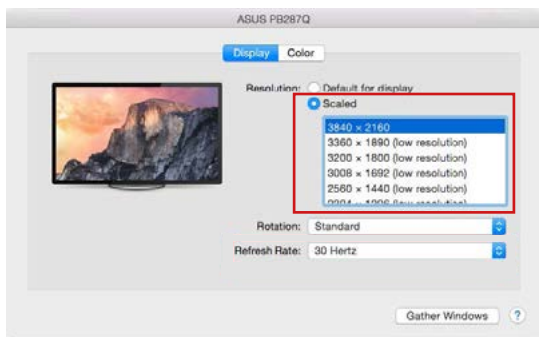 ASUS PB287Q
Display Color
Resolution: Default for display
Scaled
3840 × 2160
3360 × 1890 (low resolution)
3200 × 1800 (low resolution)
3008 × 1692 (low resolution)
2560 × 1440 (low resolution)
Rotation: Standard
Refresh Rate: 30 Hertz
Gather Windows ?